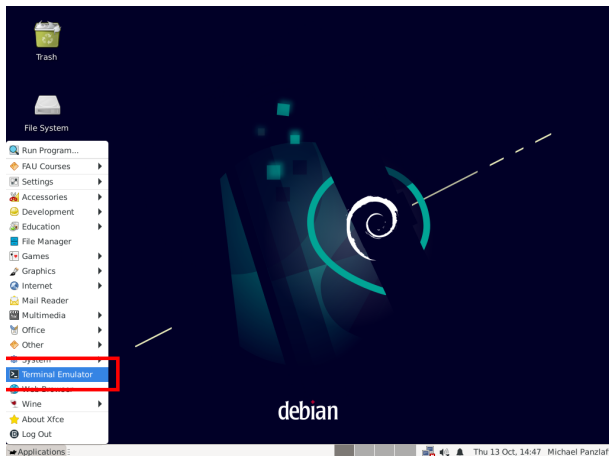 Trash
File System
Run Program...
FAU Courses
Settings
Accessories
Development
Education
File Manager
Games
Graphics
Internet
Mail Reader
Multimedia
Office
Other
System
Terminal Emulator
Web Browser
Wine
About Xfce
Log Out
debian
Applications
Thu 13 Oct, 14:47 Michael Panzlaf